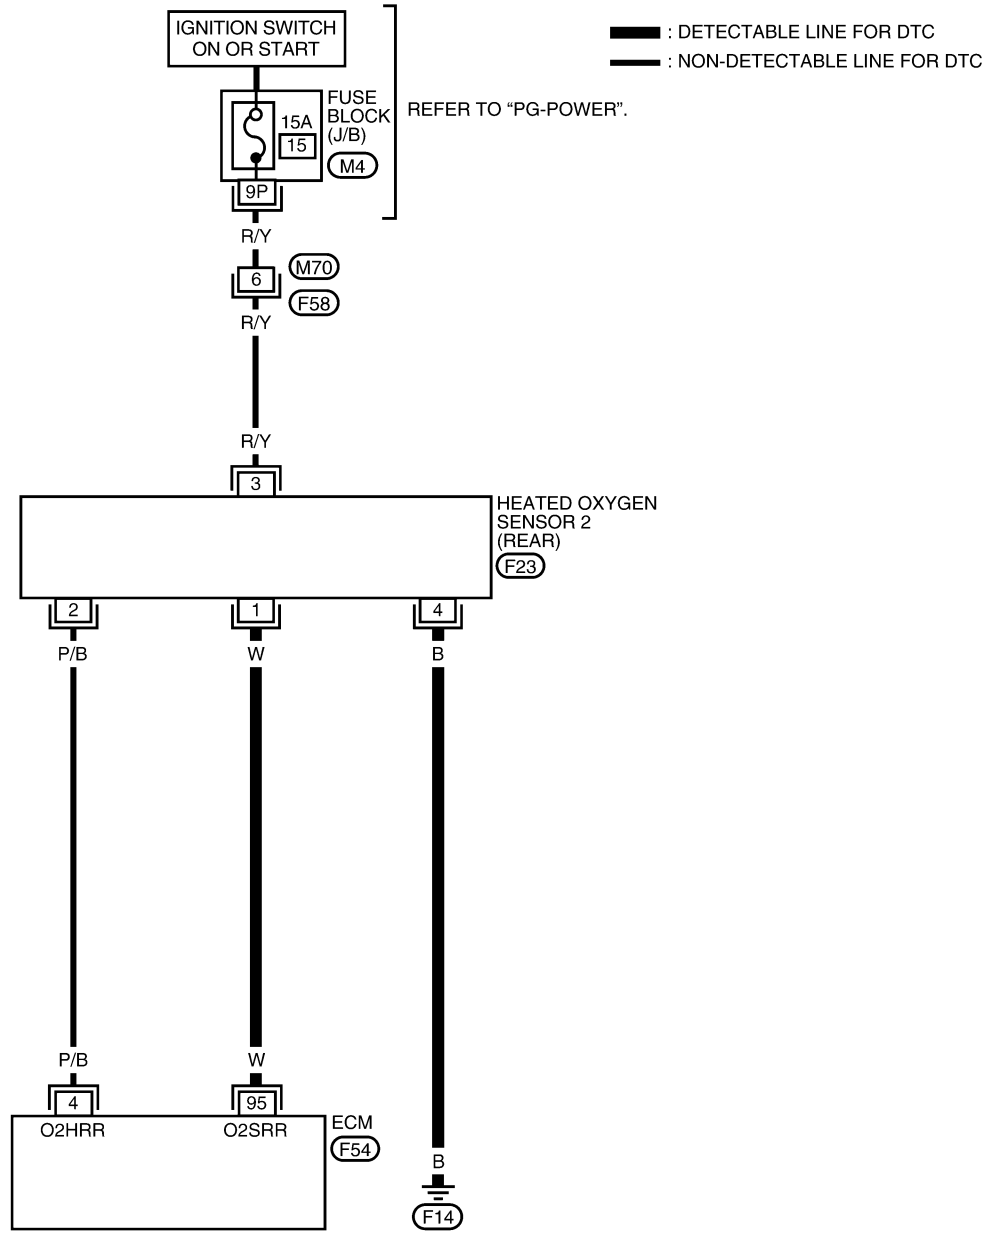 IGNITION SWITCH
ON OR START
: DETECTABLE LINE FOR DTC
: NON-DETECTABLE LINE FOR DTC
FUSE
BLOCK
(J/B)
M4
15A
15
REFER TO “PG-POWER”.
9P
R/Y
6
M70
F58
R/Y
R/Y
3
HEATED OXYGEN
SENSOR 2
(REAR)
F23
2
1
4
P/B
W
B
P/B
W
4
95
O2HRR
O2SRR
ECM
F54
B
F14